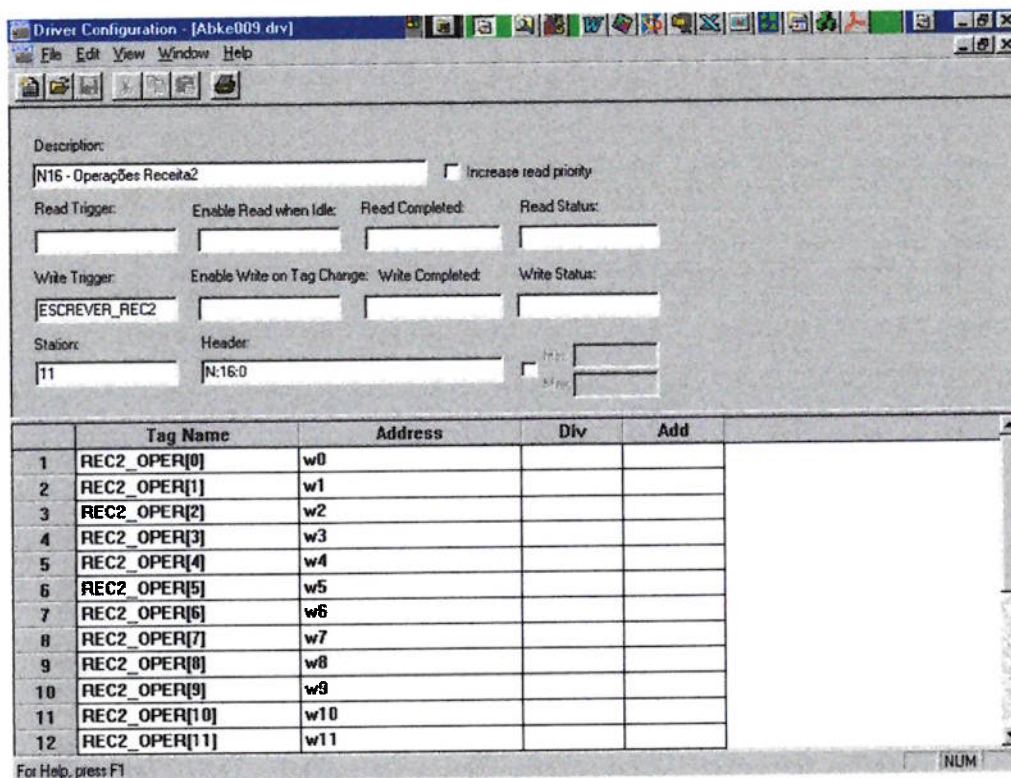 Driver Configuration - [Abke009.drv]
File Edit View Window Help
Description:
N16 - Operações Receita2
Increase read priority
Read Trigger: Enable Read when Idle: Read Completed: Read Status:
Write Trigger: Enable Write on Tag Change: Write Completed: Write Status:
ESCREVER_REC2
Station: Header:
11 N:16:0
Tag Name Address Div Add
1 REC2_OPER[0] w0
2 REC2_OPER[1] w1
3 REC2_OPER[2] w2
4 REC2_OPER[3] w3
5 REC2_OPER[4] w4
6 REC2_OPER[5] w5
7 REC2_OPER[6] w6
8 REC2_OPER[7] w7
9 REC2_OPER[8] w8
10 REC2_OPER[9] w9
11 REC2_OPER[10] w10
12 REC2_OPER[11] w11
For Help, press F1 NUM